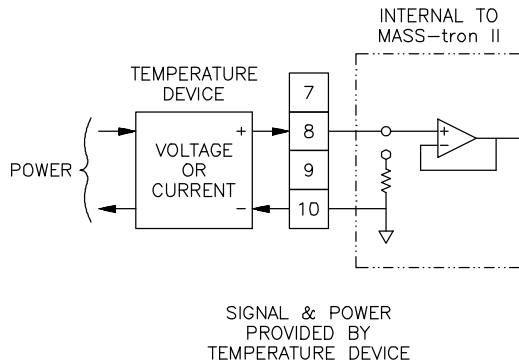 INTERNAL TO
MASS-tron II
TEMPERATURE
DEVICE
7
8
9
10
POWER
+
−
VOLTAGE
OR
CURRENT
+
−
SIGNAL & POWER
PROVIDED BY
TEMPERATURE DEVICE